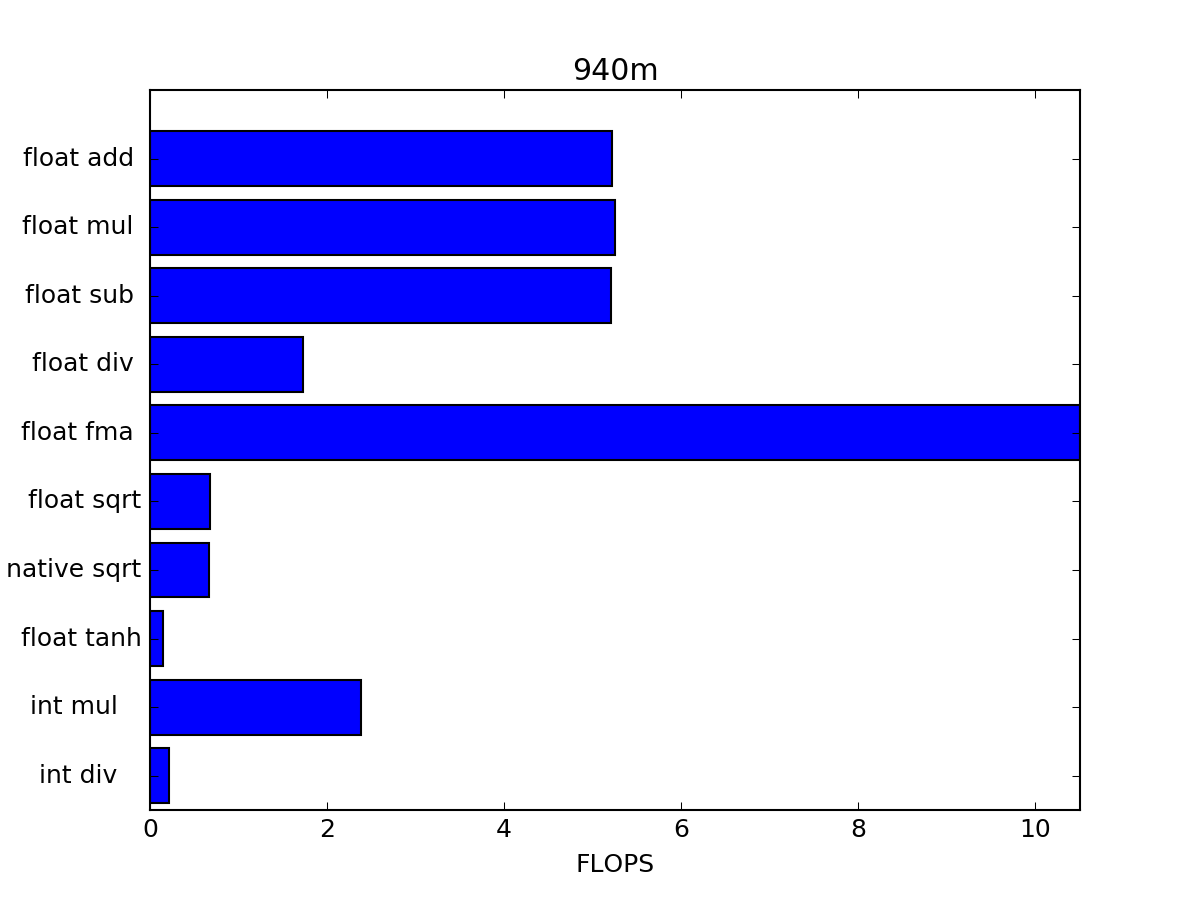 940m
float add
float mul
float sub
float div
float fma
float sqrt
native sqrt
float tanh
int mul
int div
0 2 4 6 8 10
FLOPS